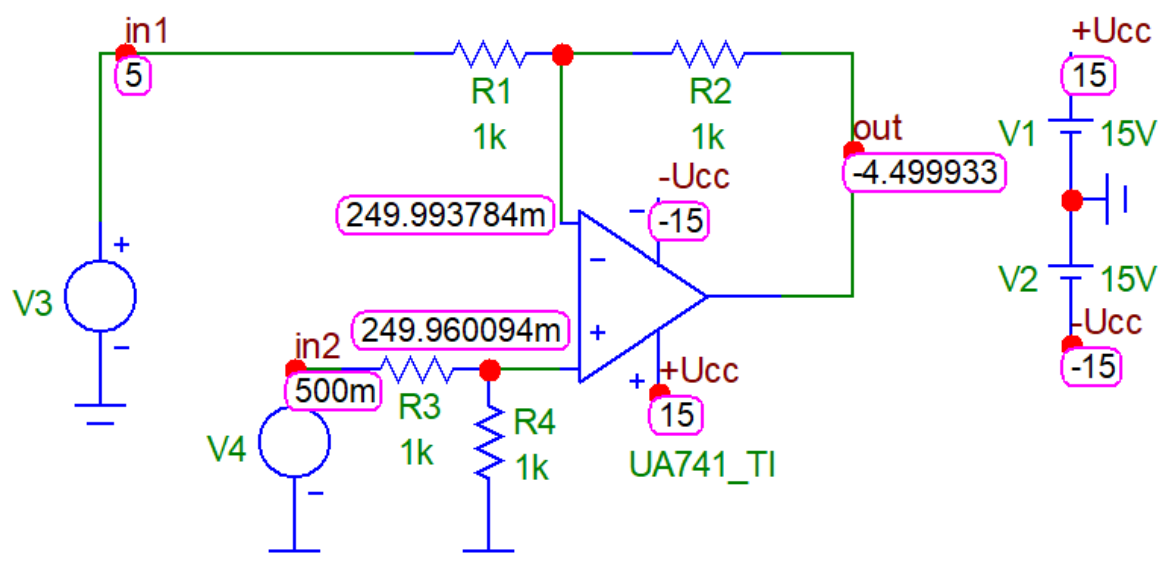 in1
5
R1
1k
R2
1k
+Ucc
15
V1
15V
out
-4.499933
-Ucc
-15
249.993784m
V2
15V
-Ucc
-15
V3
+
−
−
−
+
+
249.960094m
in2
500m
R3
1k
R4
1k
+Ucc
15
V4
−
UA741_TI